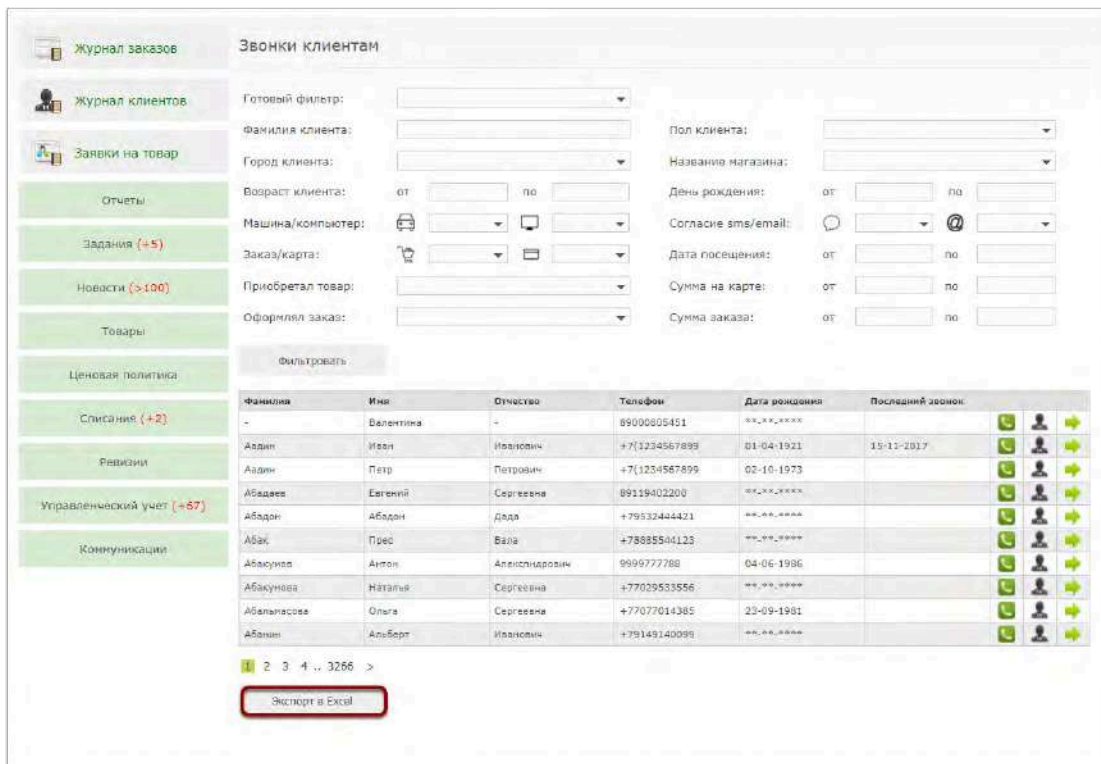 Журнал заказов
Журнал клиентов
Заявки на товар
Отчеты
Задания (+5)
Новости (>100)
Товары
Ценовая политика
Списания (+2)
Ревизии
Управленческий учет (+67)
Коммуникации
Звонки клиентам
Готовый фильтр:
Фамилия клиента: Пол клиента:
Город клиента: Название магазина:
Возраст клиента: от по День рождения: от по
Машина/компьютер: Согласие sms/email: @
Заказ/карта: Дата посещения: от по
Приобретал товар: Сумма на карте: от по
Оформлял заказ: Сумма заказа: от по
Фильтровать
Фамилия Имя Отчество Телефон Дата рождения Последний звонок
- Валентина - 89000805451 **-**-****
Аадин Иван Иванович +7(1234567899 01-04-1921 15-11-2017
Аадин Петр Петрович +7(1234567899 02-10-1973
Абадаев Евгений Сергеевна 89119402200 **-**-****
Абадон Абадон Дада +79532444421 **-**-****
Абак Прес Вала +78885544123 **-**-****
Абакумов Антон Александрович 9999777788 04-06-1986
Абакумова Наталья Сергеевна +77029533556 **-**-****
Абалмасова Ольга Сергеевна +77077014385 23-09-1981
Абанин Альберт Иванович +79149140099 **-**-****
1 2 3 4 .. 3266 >
Экспорт в Excel